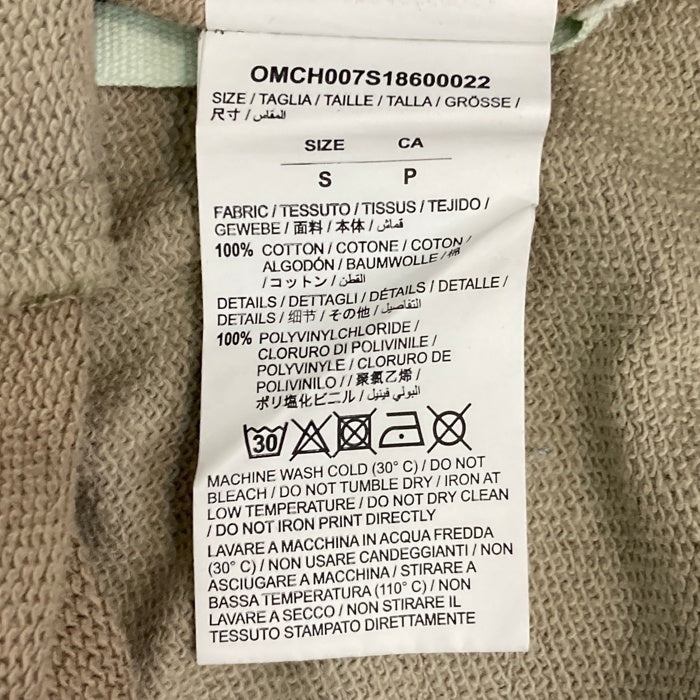 OMCH007S18600022
SIZE / TAGLIA / TAILLE / TALLA / GRÖSSE /
尺寸 / المقاس
SIZE CA
S P
FABRIC / TESSUTO / TISSUS / TEJIDO /
GEWEBE / 面料 / 本体 / قماش
100% COTTON / COTONE / COTON /
ALGODÓN / BAUMWOLLE / 棉
/ コットン / القطن
DETAILS / DETTAGLI / DÉTAILS / DETALLE /
DETAILS / 细节 / その他 / التفاصيل
100% POLYVINYLCHLORIDE /
CLORURO DI POLIVINILE /
POLYVINYLE / CLORURO DE
POLIVINILO / / 聚氯乙烯 /
ポリ塩化ビニル / البولي فينيل
30
MACHINE WASH COLD (30° C) / DO NOT
BLEACH / DO NOT TUMBLE DRY / IRON AT
LOW TEMPERATURE / DO NOT DRY CLEAN
/ DO NOT IRON PRINT DIRECTLY
LAVARE A MACCHINA IN ACQUA FREDDA
(30° C) / NON USARE CANDEGGIANTI / NON
ASCIUGARE A MACCHINA / STIRARE A
BASSA TEMPERATURA (110° C) / NON
LAVARE A SECCO / NON STIRARE IL
TESSUTO STAMPATO DIRETTAMENTE